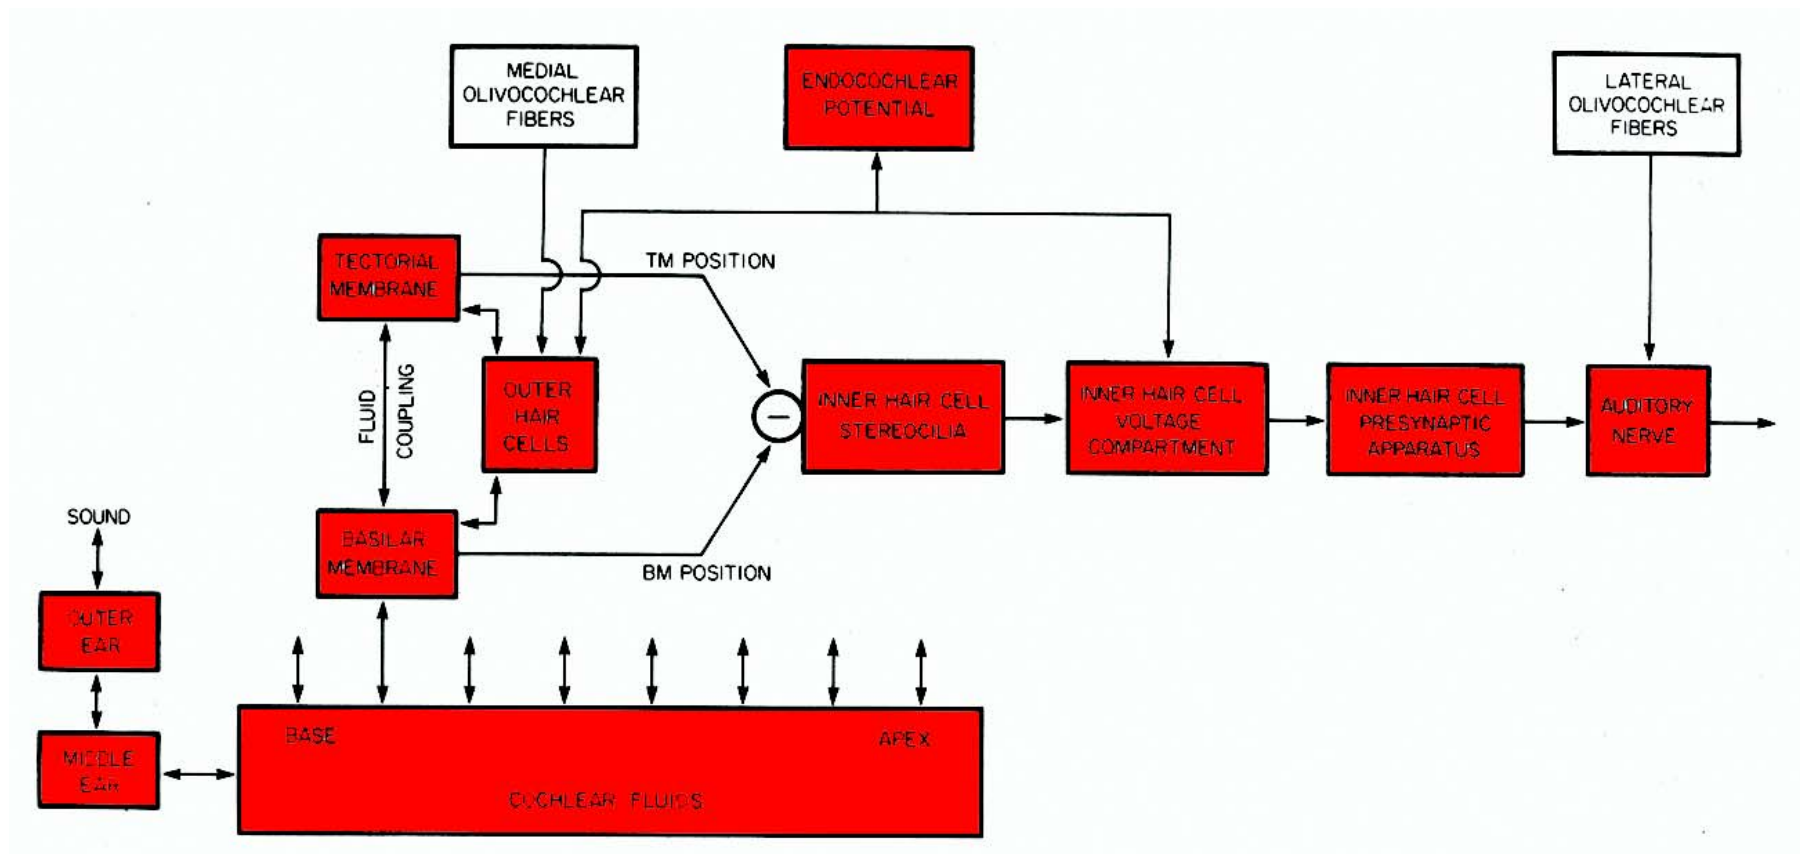 MEDIAL
OLIVOCOCHLEAR
FIBERS
ENDOCOCHLEAR
POTENTIAL
LATERAL
OLIVOCOCHLEAR
FIBERS
TECTORIAL
MEMBRANE
TM POSITION
FLUID
COUPLING
OUTER
HAIR
CELLS
−
INNER HAIR CELL
STEREOCILIA
INNER HAIR CELL
VOLTAGE
COMPARTMENT
INNER HAIR CELL
PRESYNAPTIC
APPARATUS
AUDITORY
NERVE
SOUND
BASILAR
MEMBRANE
BM POSITION
OUTER
EAR
MIDDLE
EAR
BASE
APEX
COCHLEAR FLUIDS